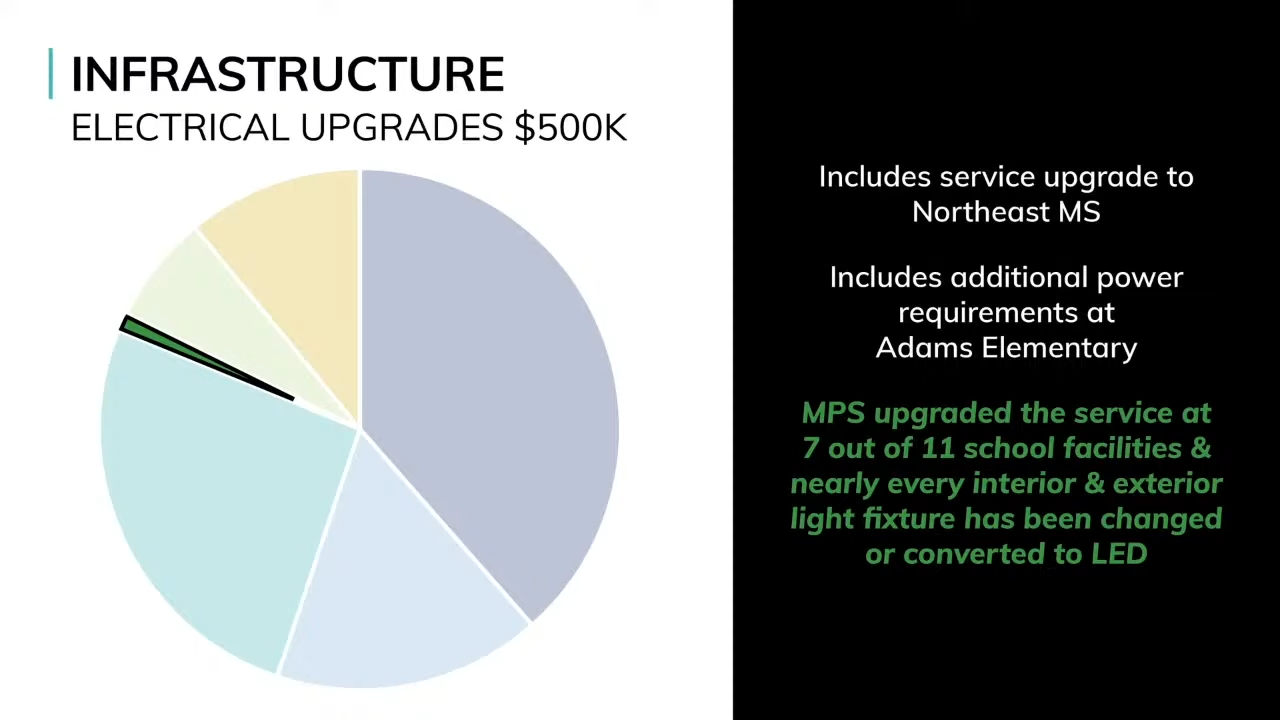 INFRASTRUCTURE
ELECTRICAL UPGRADES $500K
Includes service upgrade to
Northeast MS
Includes additional power
requirements at
Adams Elementary
MPS upgraded the service at
7 out of 11 school facilities &
nearly every interior & exterior
light fixture has been changed
or converted to LED